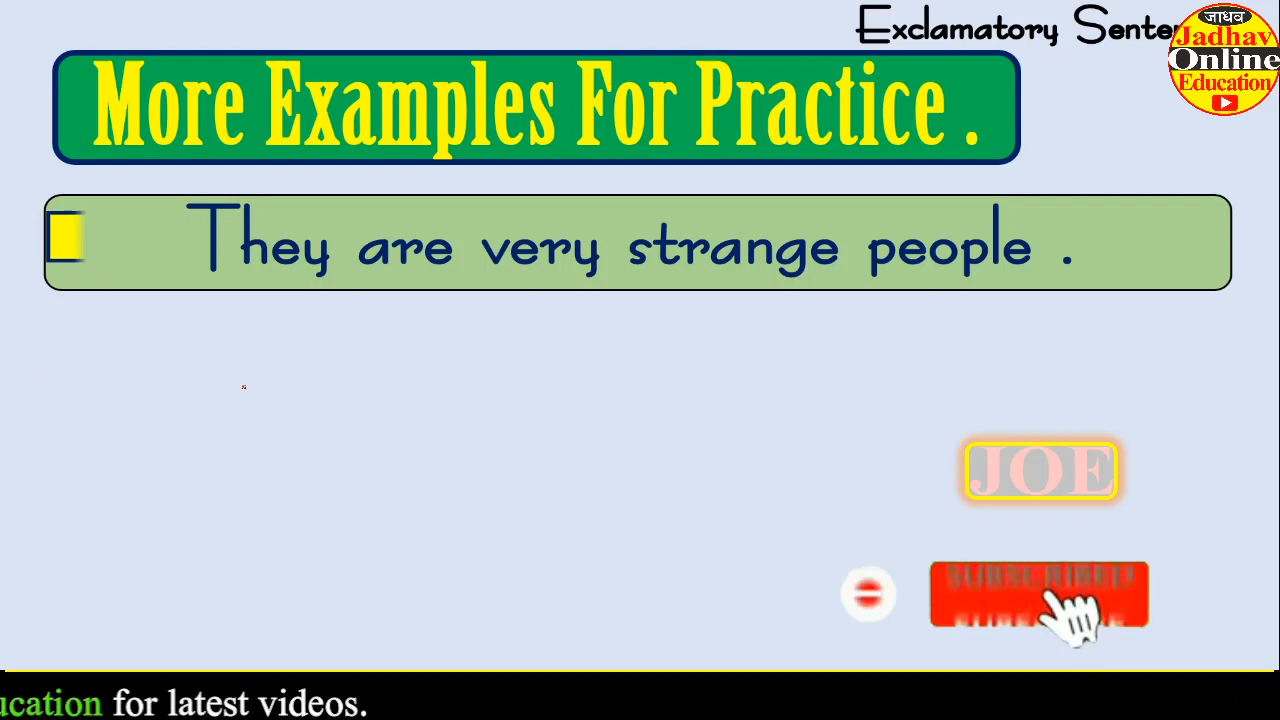 Exclamatory Sente
जाधव
Jadhav
Online
Education
More Examples For Practice .
They are very strange people .
JOE
ucation for latest videos.